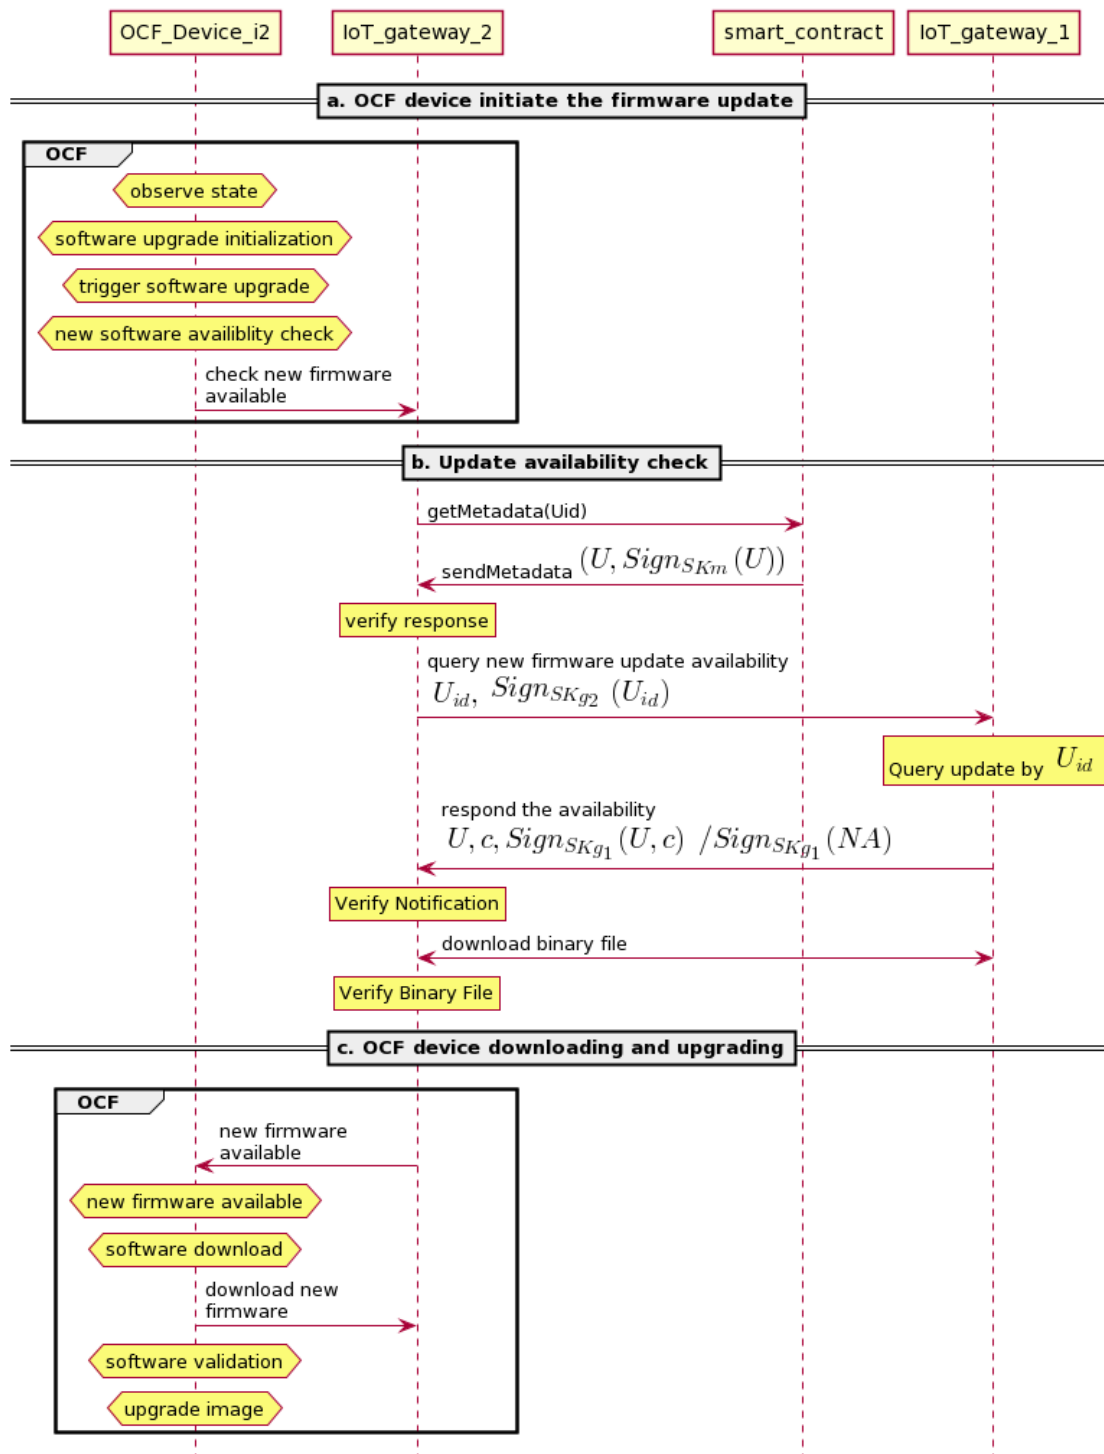 OCF_Device_i2
IoT_gateway_2
smart_contract
IoT_gateway_1
a. OCF device initiate the firmware update
OCF
observe state
software upgrade initialization
trigger software upgrade
new software availiblity check
check new firmware
available
b. Update availability check
getMetadata(Uid)
sendMetadata (U, Sign_{SKm}(U))
verify response
query new firmware update availability
U_{id}, Sign_{SKg_2} (U_{id})
Query update by U_{id}
respond the availability
U, c, Sign_{SKg_1}(U, c) /Sign_{SKg_1}(NA)
Verify Notification
download binary file
Verify Binary File
c. OCF device downloading and upgrading
OCF
new firmware
available
new firmware available
software download
download new
firmware
software validation
upgrade image